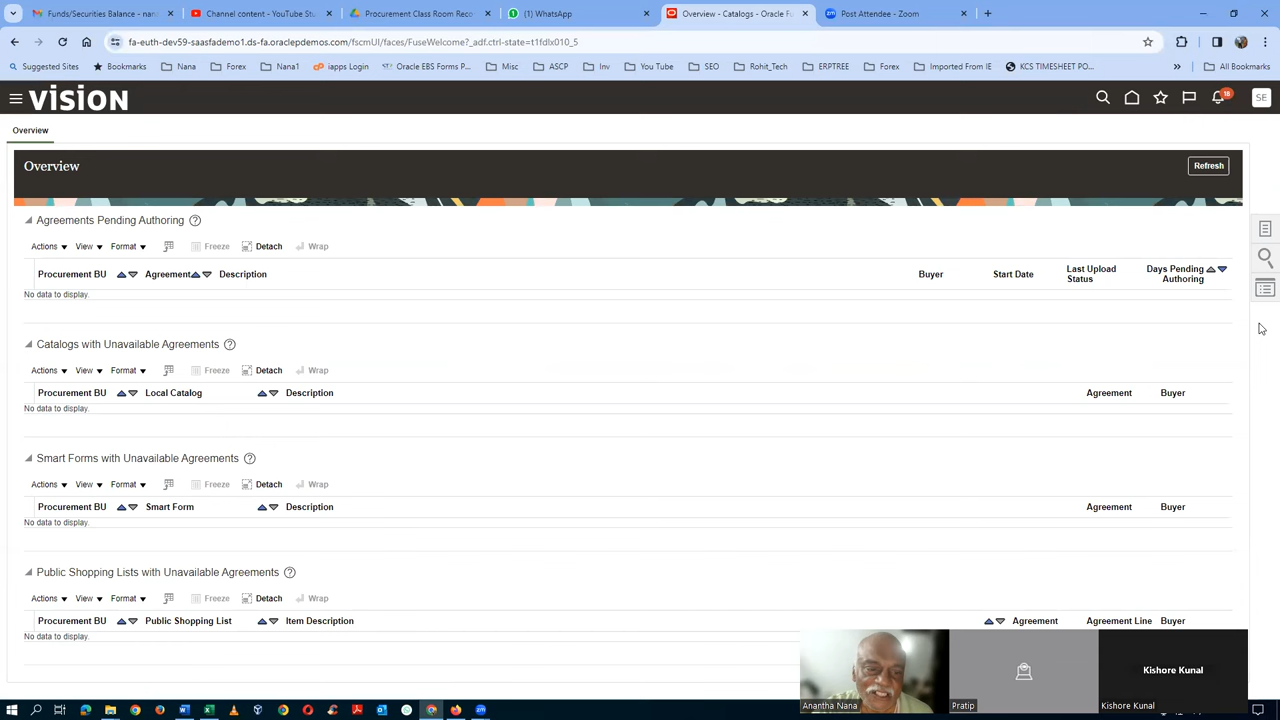 Funds/Securities Balance - nan
Channel content - YouTube Stu
Procurement Class Room Reco
(1) WhatsApp
Overview - Catalogs - Oracle Fu
Post Attendee - Zoom
fa-euth-dev59-saasfademo1.ds-fa.oraclepdemos.com/fscmUI/faces/FuseWelcome?_adf.ctrl-state=t1fdlx010_5
Suggested Sites
Bookmarks
Nana
Forex
Nana1
iapps Login
Oracle EBS Forms P...
Misc
ASCP
Inv
You Tube
SEO
Rohit_Tech
ERPTREE
Forex
Imported From IE
KCS TIMESHEET PO...
»
All Bookmarks
VISION
18
SE
Overview
Overview
Refresh
Agreements Pending Authoring
Actions View Format Freeze Detach Wrap
Procurement BU Agreement Description Buyer Start Date Last Upload Status Days Pending Authoring
No data to display.
Catalogs with Unavailable Agreements
Actions View Format Freeze Detach Wrap
Procurement BU Local Catalog Description Agreement Buyer
No data to display.
Smart Forms with Unavailable Agreements
Actions View Format Freeze Detach Wrap
Procurement BU Smart Form Description Agreement Buyer
No data to display.
Public Shopping Lists with Unavailable Agreements
Actions View Format Freeze Detach Wrap
Procurement BU Public Shopping List Item Description Agreement Agreement Line Buyer
No data to display.
Kishore Kunal
Anantha Nana
Pratip
Kishore Kunal